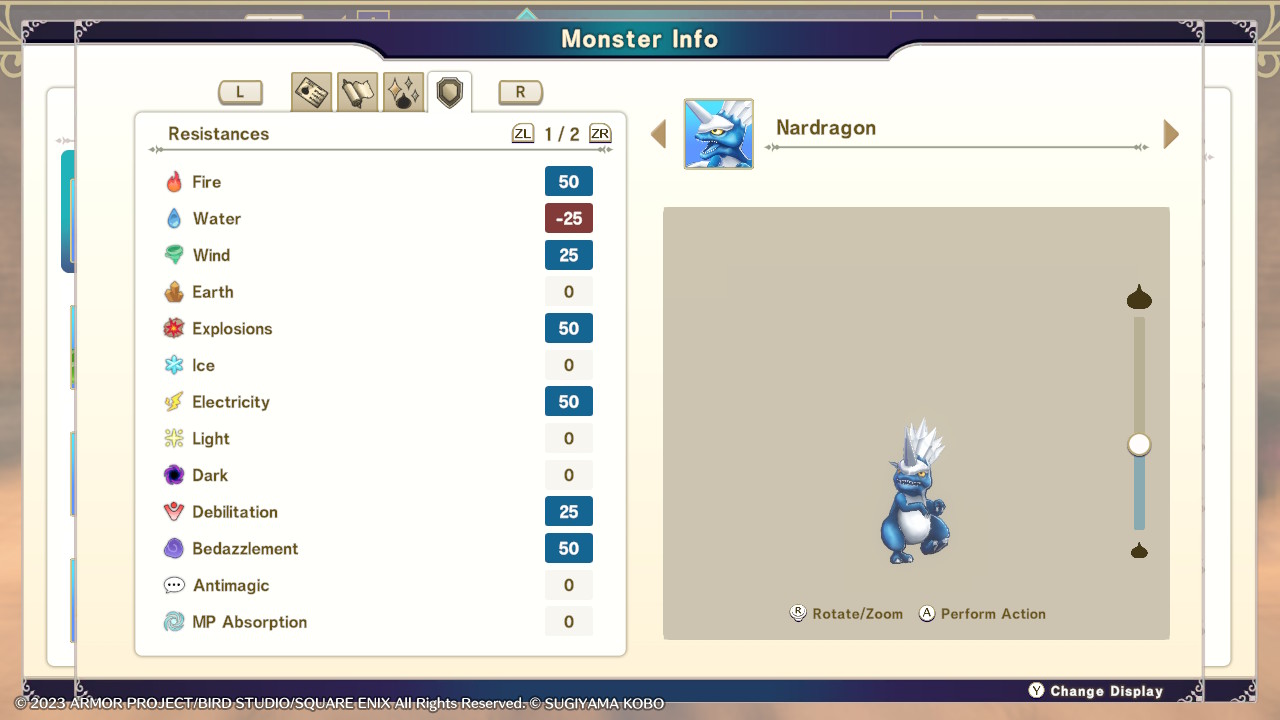 Monster Info
L
R
Resistances
ZL 1 / 2 ZR
Fire 50
Water -25
Wind 25
Earth 0
Explosions 50
Ice 0
Electricity 50
Light 0
Dark 0
Debilitation 25
Bedazzlement 50
Antimagic 0
MP Absorption 0
Nardragon
R Rotate/Zoom A Perform Action
Y Change Display
© 2023 ARMOR PROJECT/BIRD STUDIO/SQUARE ENIX All Rights Reserved. © SUGIYAMA KOBO